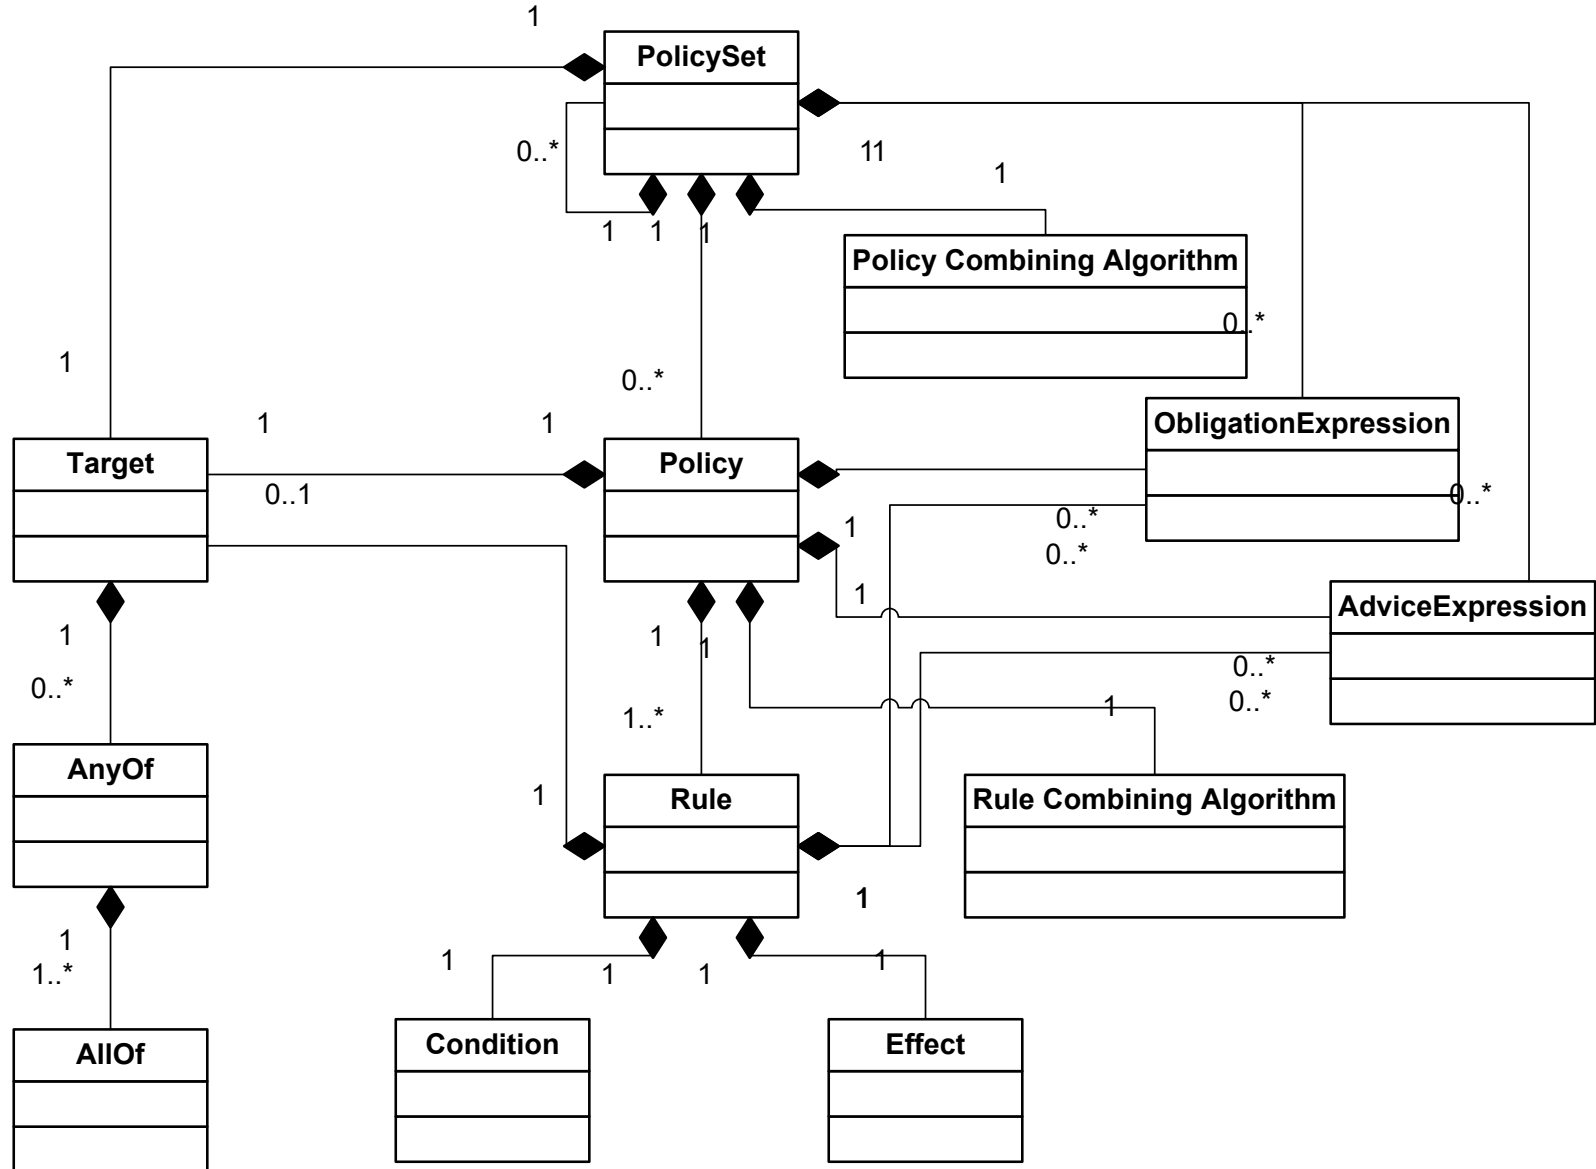 1
PolicySet
0..*
11
1
1
1
1
Policy Combining Algorithm
0..*
1
0..*
1
1
ObligationExpression
Target
Policy
0..1
0..*
0..*
1
0..*
1
AdviceExpression
1
1
1
0..*
0..*
0..*
1..*
1
AnyOf
1
Rule
Rule Combining Algorithm
1
1
1..*
1
1
1
1
Condition
Effect
AllOf